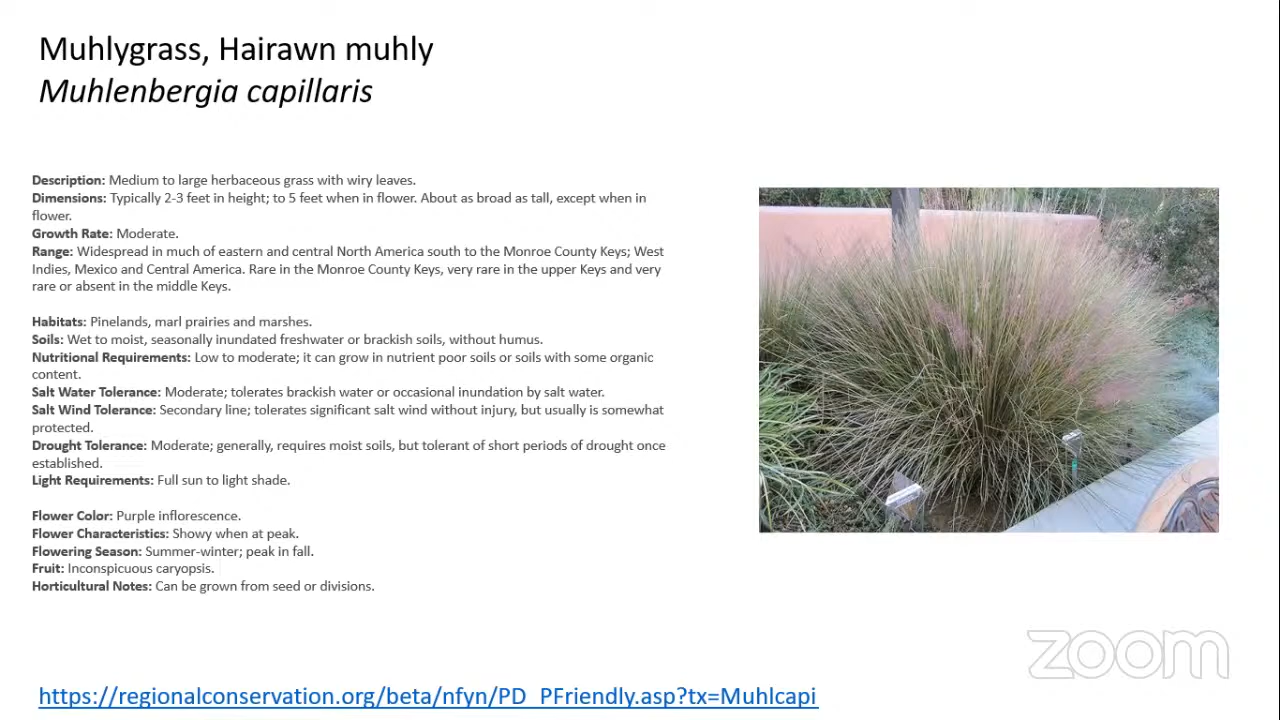 Muhlygrass, Hairawn muhly
Muhlenbergia capillaris
Description: Medium to large herbaceous grass with wiry leaves.
Dimensions: Typically 2-3 feet in height; to 5 feet when in flower. About as broad as tall, except when in
flower.
Growth Rate: Moderate.
Range: Widespread in much of eastern and central North America south to the Monroe County Keys; West
Indies, Mexico and Central America. Rare in the Monroe County Keys, very rare in the upper Keys and very
rare or absent in the middle Keys.
Habitats: Pinelands, marl prairies and marshes.
Soils: Wet to moist, seasonally inundated freshwater or brackish soils, without humus.
Nutritional Requirements: Low to moderate; it can grow in nutrient poor soils or soils with some organic
content.
Salt Water Tolerance: Moderate; tolerates brackish water or occasional inundation by salt water.
Salt Wind Tolerance: Secondary line; tolerates significant salt wind without injury, but usually is somewhat
protected.
Drought Tolerance: Moderate; generally, requires moist soils, but tolerant of short periods of drought once
established.
Light Requirements: Full sun to light shade.
Flower Color: Purple inflorescence.
Flower Characteristics: Showy when at peak.
Flowering Season: Summer-winter; peak in fall.
Fruit: Inconspicuous caryopsis.
Horticultural Notes: Can be grown from seed or divisions.
zoom
https://regionalconservation.org/beta/nfyn/PD_PFriendly.asp?tx=Muhlcapi